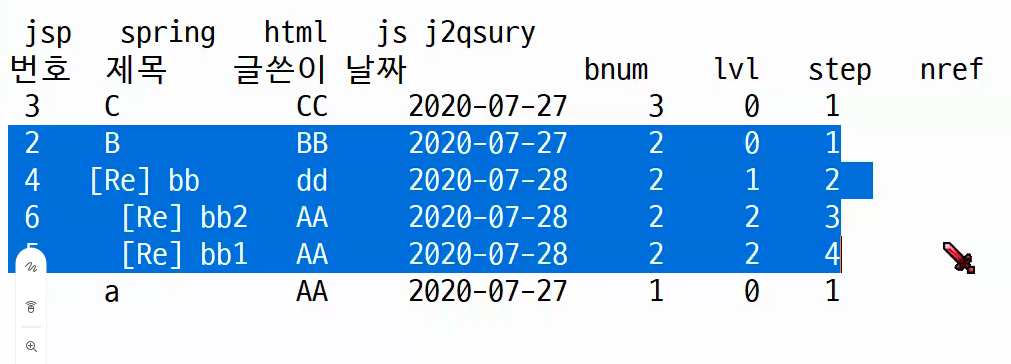 jsp spring html js j2qsury
번호 제목 글쓴이 날짜 bnum lvl step nref
3 C CC 2020-07-27 3 0 1
2 B BB 2020-07-27 2 0 1
4 [Re] bb dd 2020-07-28 2 1 2
6 [Re] bb2 AA 2020-07-28 2 2 3
[Re] bb1 AA 2020-07-28 2 2 4
a AA 2020-07-27 1 0 1